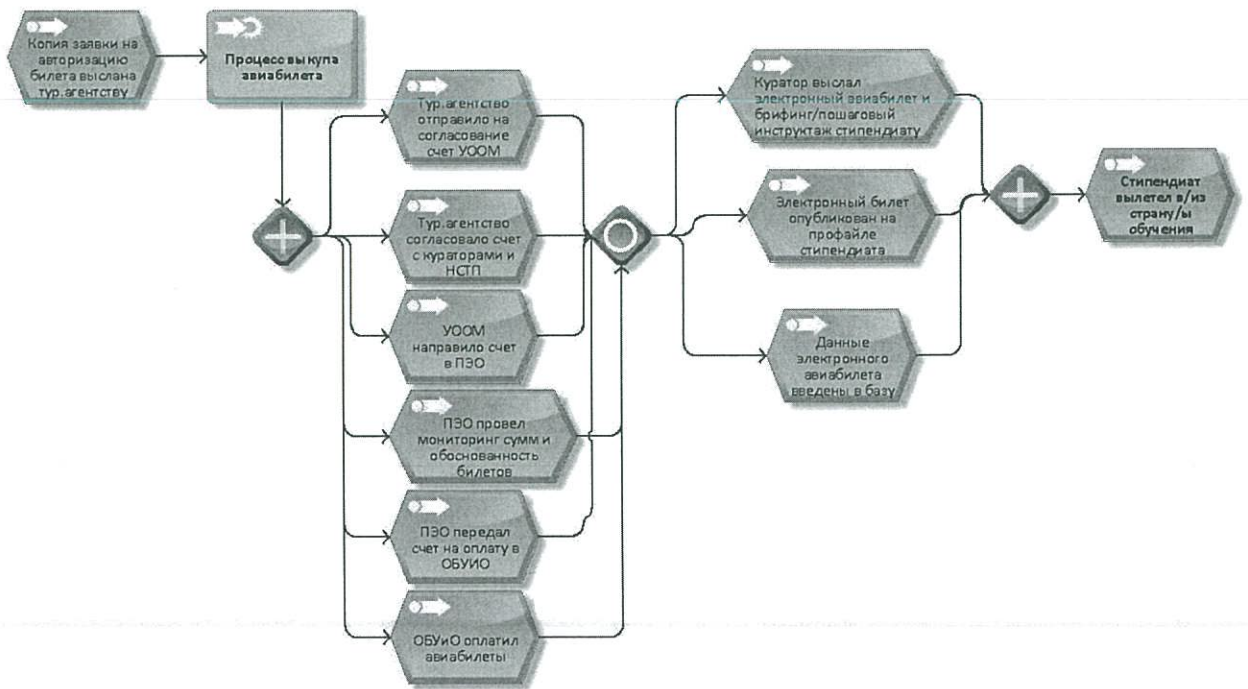 Копия заявки на
авторизацию
билета выслана
тур.агентству
Процесс выкупа
авиабилета
Тур.агентство
отправило на
согласование
счет УООМ
Тур.агентство
согласовало счет
с кураторами и
НСТП
УООМ
направило счет
в ПЭО
ПЭО провел
мониторинг сумм и
обоснованность
билетов
ПЭО передал
счет на оплату в
ОБУИО
ОБУиО оплатил
авиабилеты
Куратор выслал
электронный авиабилет и
брифинг/пошаговый
инструктаж стипендиату
Электронный билет
опубликован на
профайле
стипендиата
Данные
электронного
авиабилета
введены в базу
Стипендиат
вылетел в/из
страну/ы
обучения